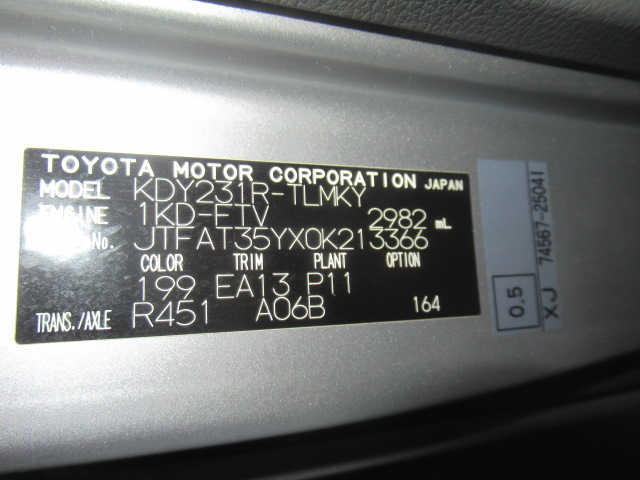 TOYOTA MOTOR CORPORATION JAPAN
MODEL KDY231R-TLMKY
ENGINE 1KD-FTV 2982 mL
No. JTFAT35YX0K213366
COLOR TRIM PLANT OPTION
199 EA13 P11
TRANS./AXLE R451 A06B 164
74567-25041
0.5 XJ